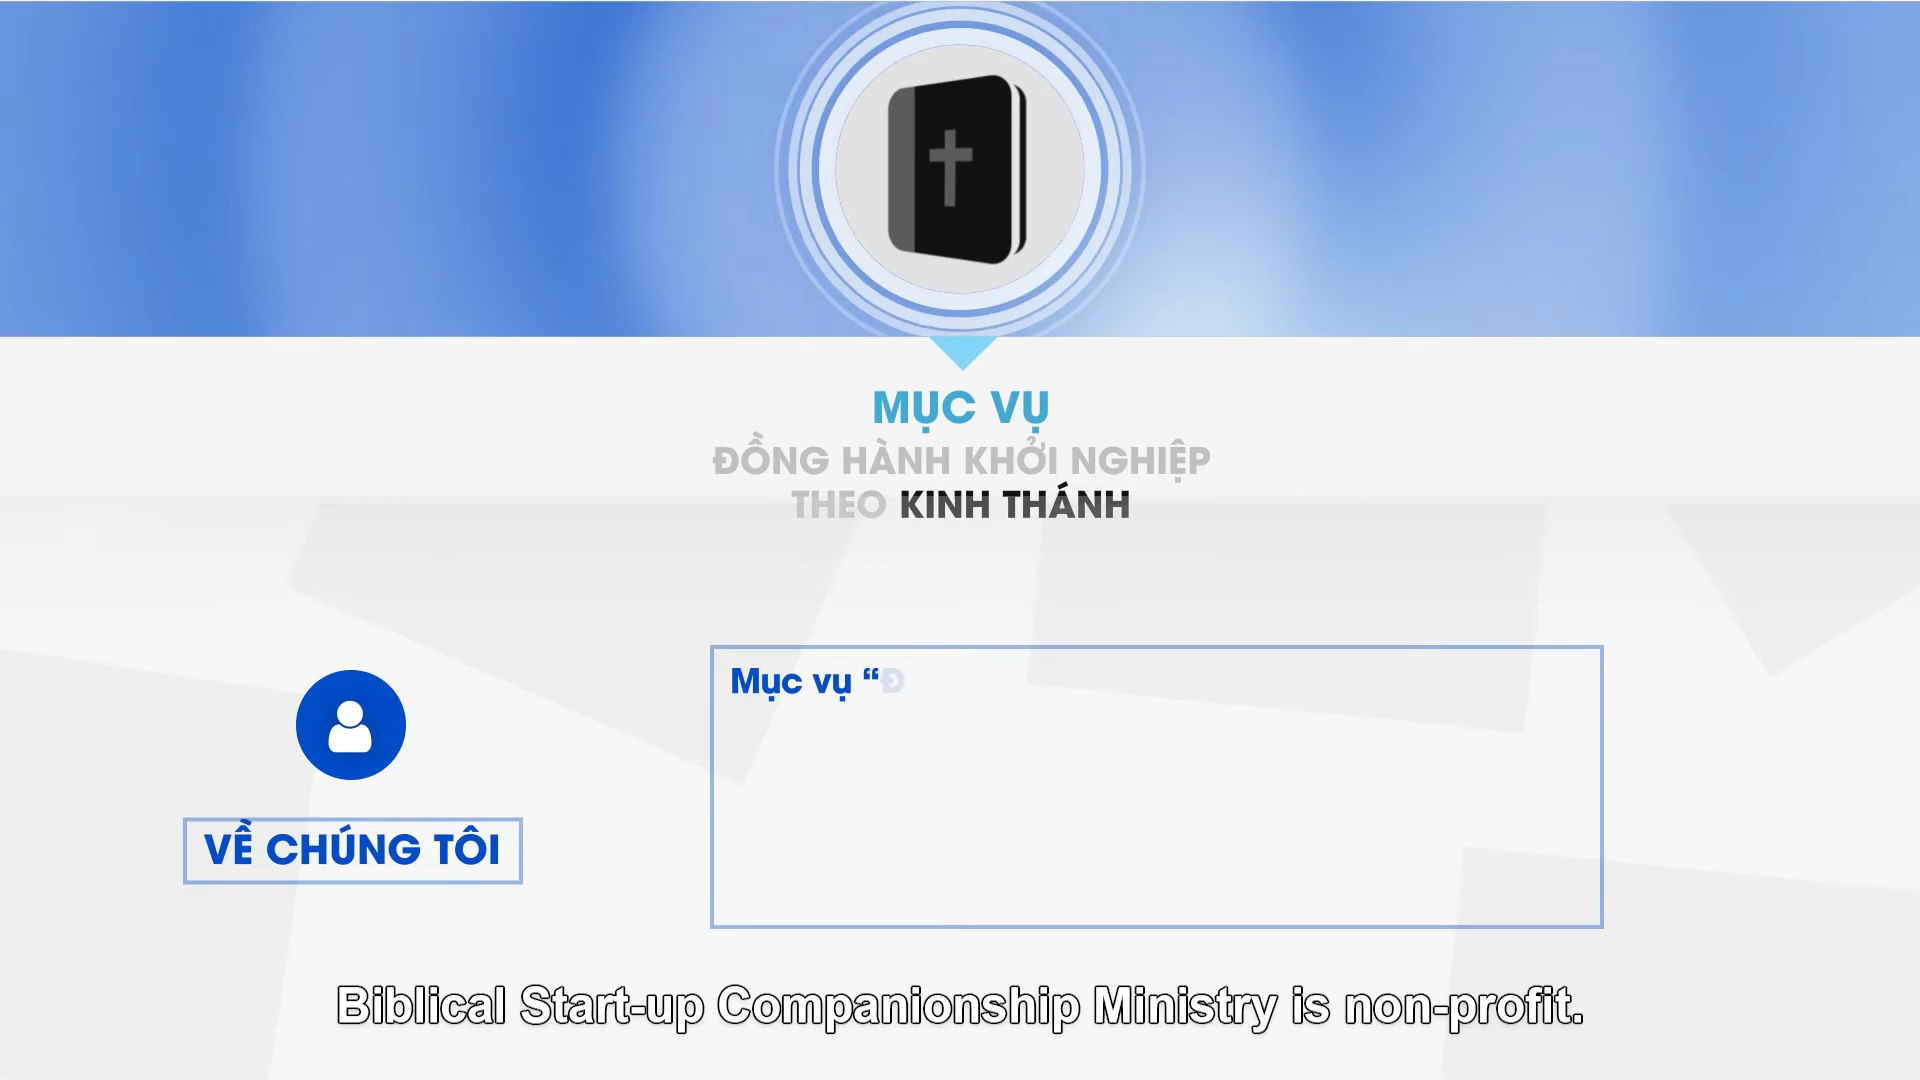 MỤC VỤ
ĐỒNG HÀNH KHỞI NGHIỆP
THEO KINH THÁNH
Mục vụ “Đ
VỀ CHÚNG TÔI
Biblical Start-up Companionship Ministry is non-profit.